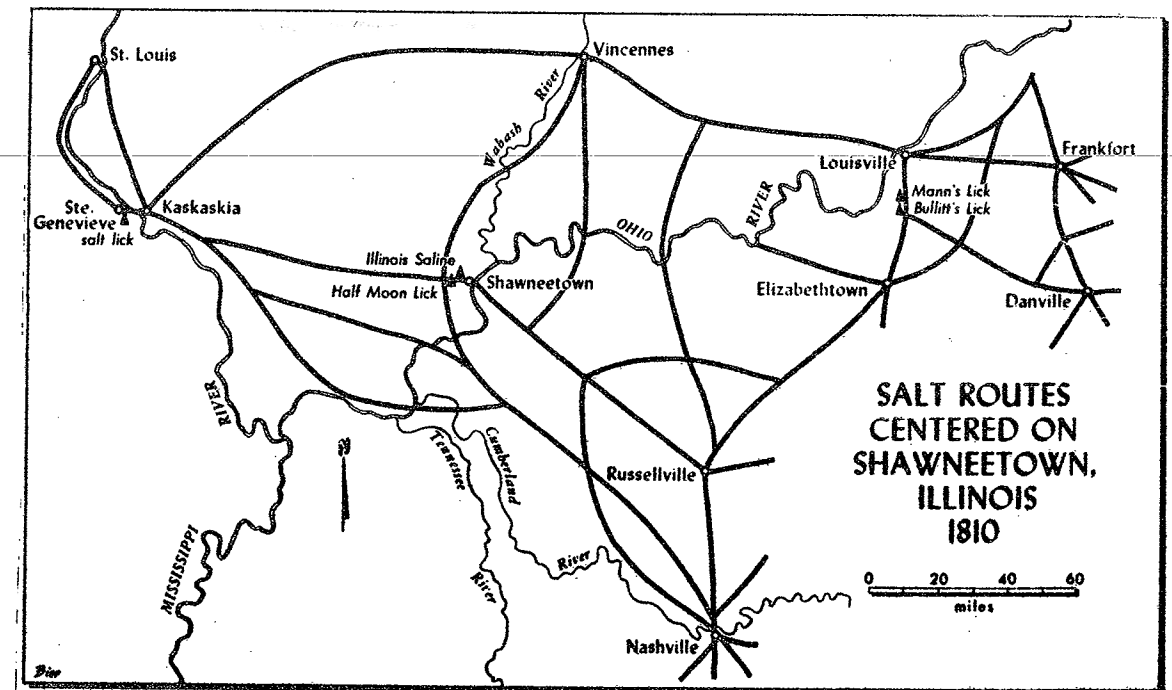 St. Louis
Vincennes
River
Wabash
Louisville
Frankfort
Mann's Lick
Bullitt's Lick
Ste.
Genevieve
salt lick
Kaskaskia
RIVER
OHIO
Illinois Saline
Half Moon Lick
Shawneetown
Elizabethtown
Danville
RIVER
SALT ROUTES
CENTERED ON
SHAWNEETOWN,
ILLINOIS
1810
Cumberland
Tennessee
Russellville
River
River
MISSISSIPPI
0 20 40 60
miles
Nashville
Bier